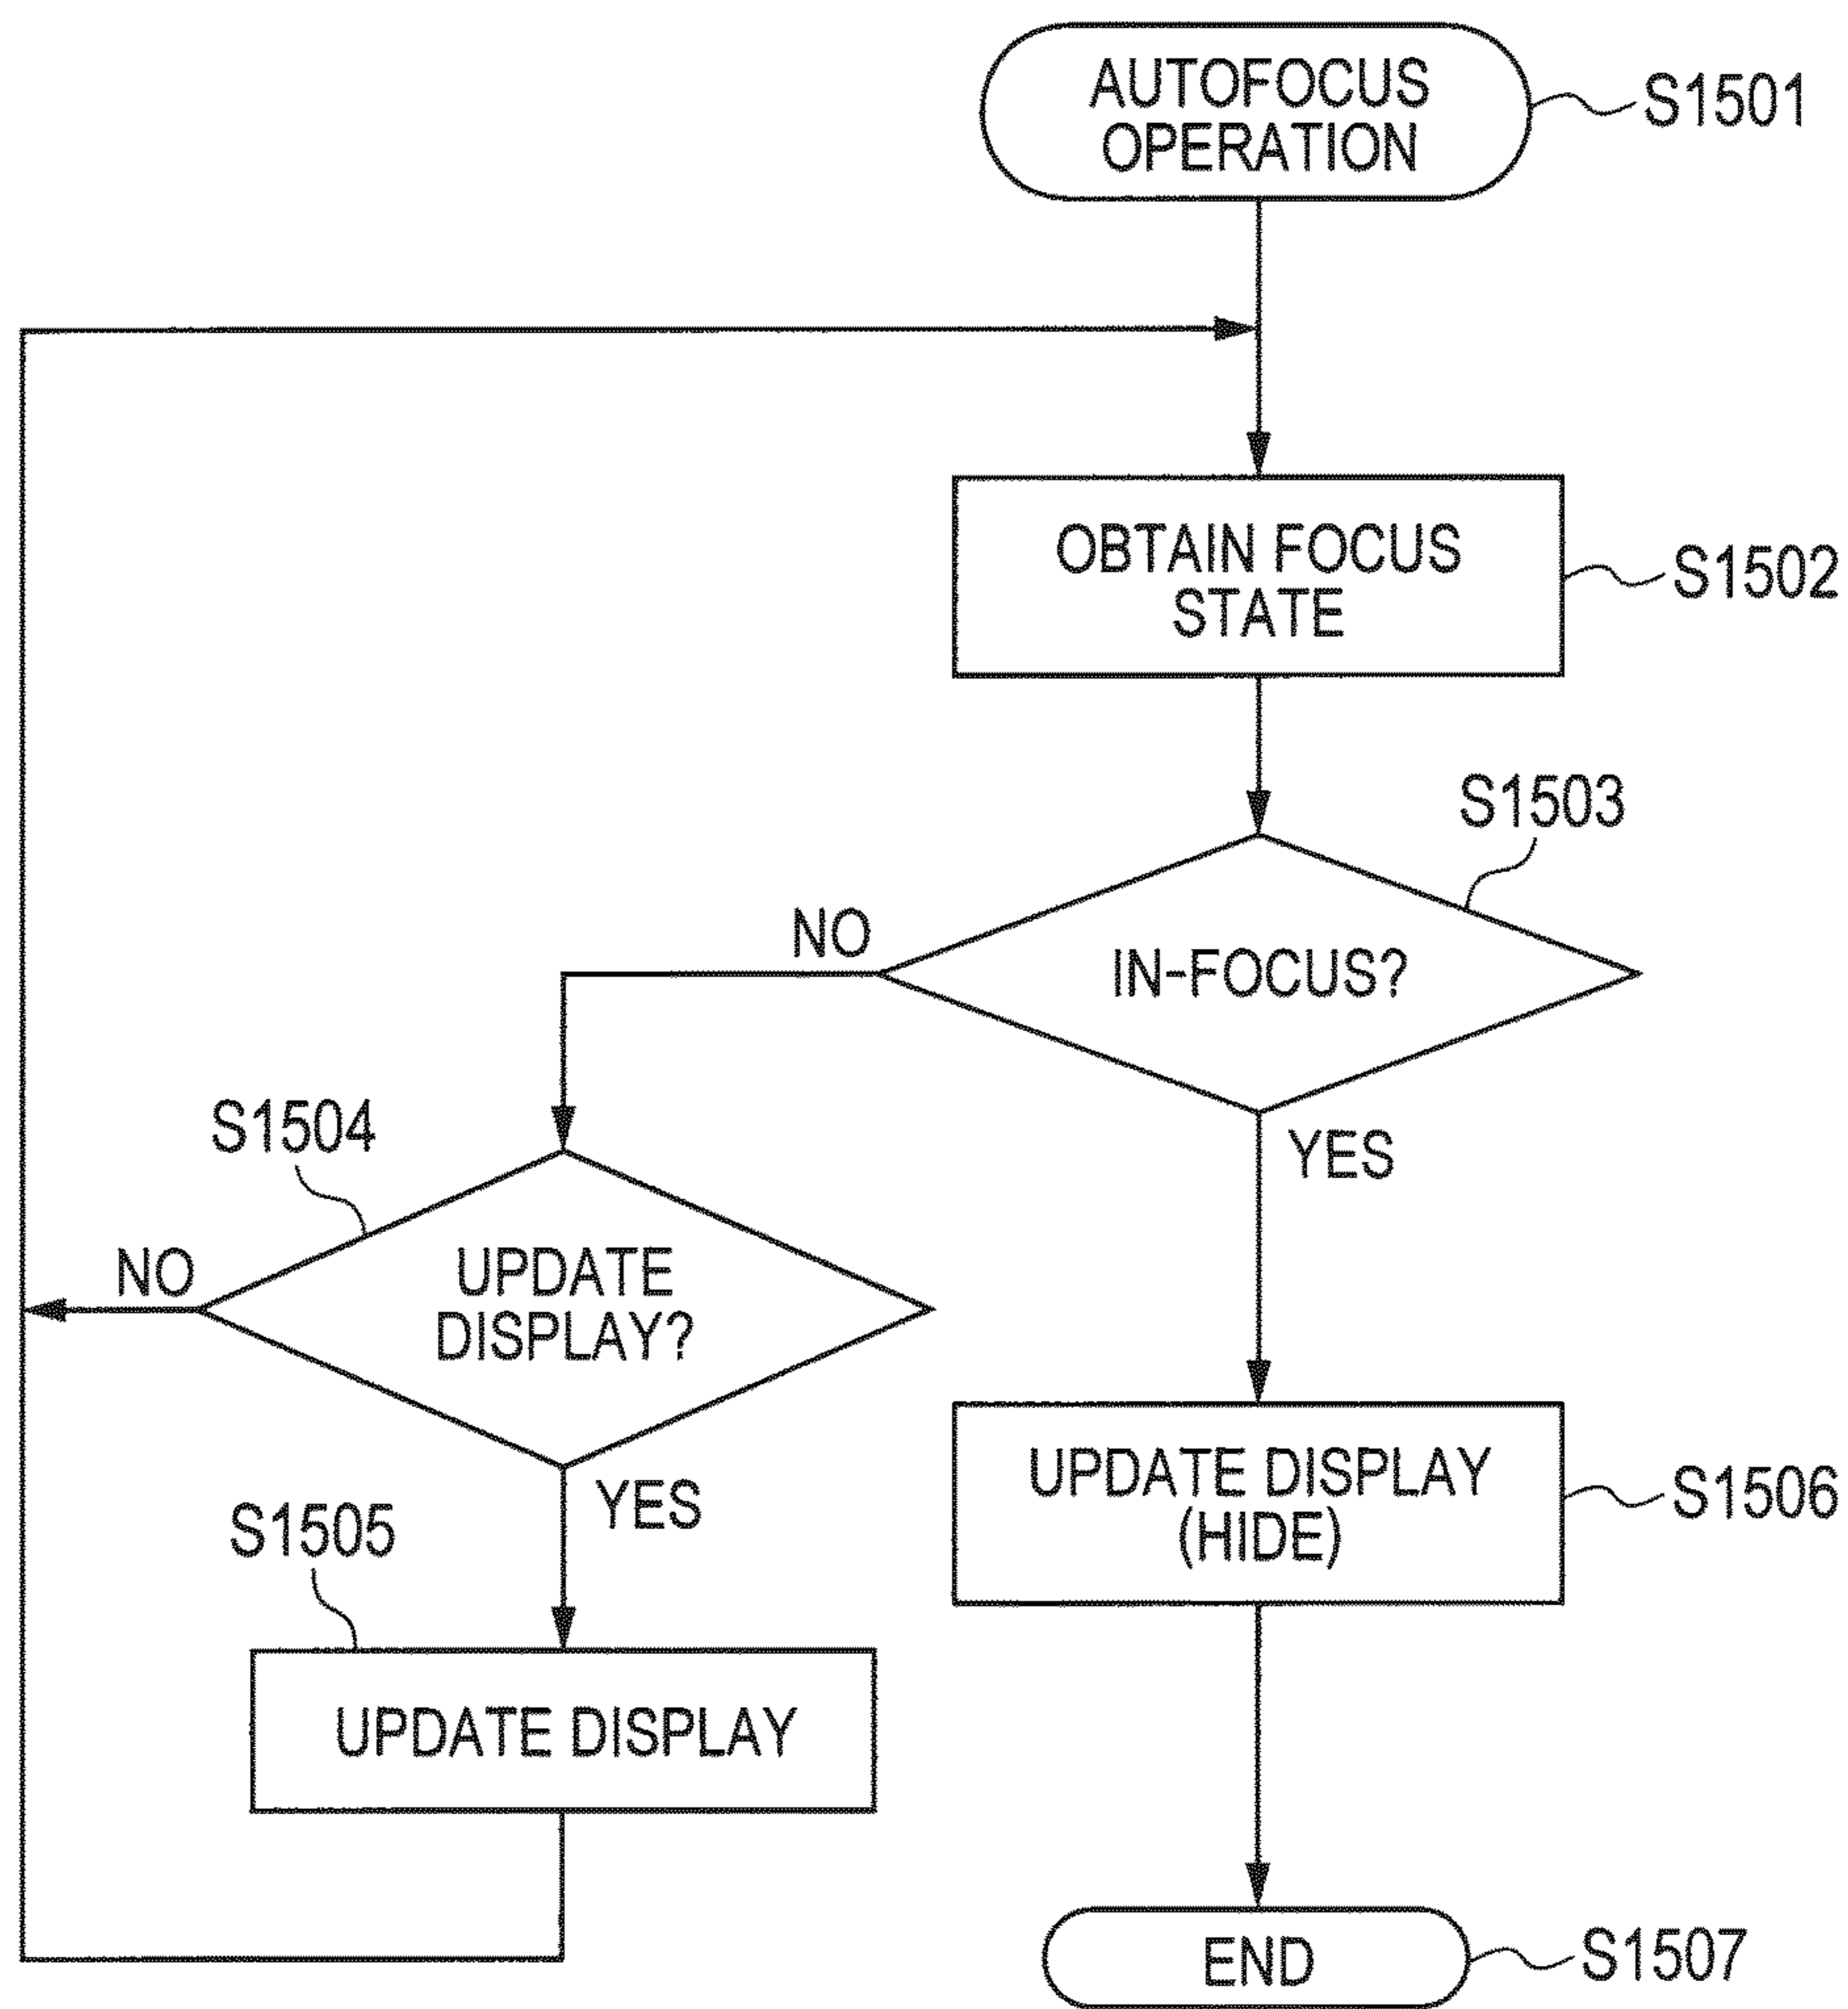 AUTOFOCUS
OPERATION
S1501
OBTAIN FOCUS
STATE
S1502
S1503
IN-FOCUS?
NO
YES
S1504
UPDATE
DISPLAY?
NO
YES
S1505
UPDATE DISPLAY
UPDATE DISPLAY
(HIDE)
S1506
END
S1507